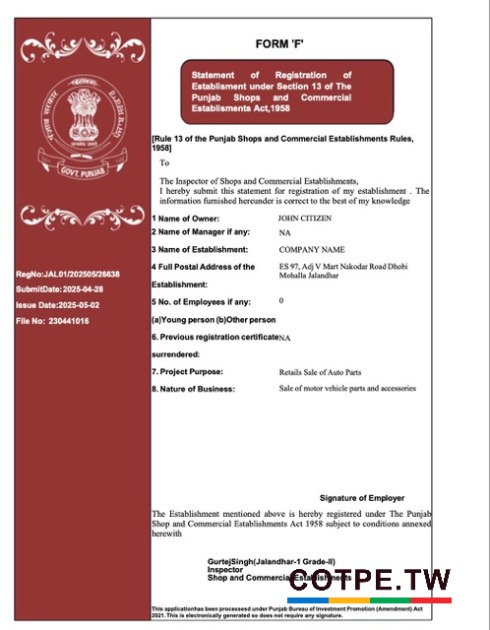 FORM 'F'
Statement of Registration of
Establisment under Section 13 of The
Punjab Shops and Commercial
Establisments Act,1958
[Rule 13 of the Punjab Shops and Commercial Establishments Rules,
1958]
To
The Inspector of Shops and Commercial Establishments,
I hereby submit this statement for registration of my establishment . The
information furnished hereunder is correct to the best of my knowledge
1 Name of Owner: JOHN CITIZEN
2 Name of Manager if any: NA
3 Name of Establishment: COMPANY NAME
4 Full Postal Address of the ES 97, Adj V Mart Nakodar Road Dhobi
Establishment: Mohalla Jalandhar
5 No. of Employees if any: 0
(a)Young person (b)Other person
6. Previous registration certificate NA
surrendered:
7. Project Purpose: Retails Sale of Auto Parts
8. Nature of Business: Sale of motor vehicle parts and accessories
GOVT. PUNJAB
RegNo:JAL01/202505/26638
SubmitDate:2025-04-28
Issue Date:2025-05-02
File No: 230441016
Signature of Employer
The Establishment mentioned above is hereby registered under The Punjab
Shop and Commercial Establishments Act 1958 subject to conditions annexed
herewith
GurtejSingh(Jalandhar-1 Grade-II)
Inspector
Shop and Commercial Establishments
COTPE.TW
This applicationhas been processed under Punjab Bureau of Investment Promotion (Amendment) Act
2021. This is electronically generated so does not require any signature.